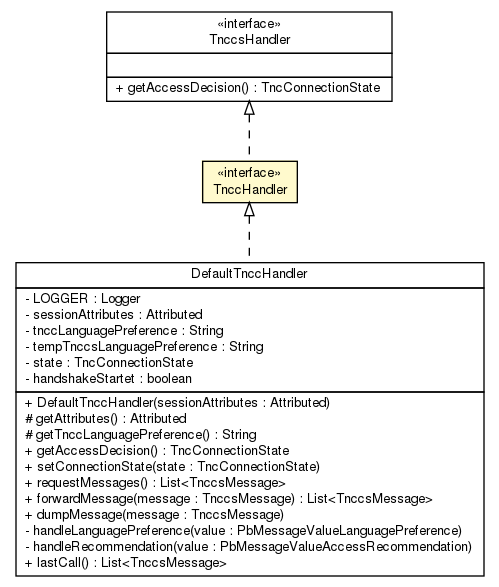 «interface»
TnccsHandler
+ getAccessDecision() : TncConnectionState
«interface»
TnccHandler
DefaultTnccHandler
- LOGGER : Logger
- sessionAttributes : Attributed
- tnccLanguagePreference : String
- tempTnccsLanguagePreference : String
- state : TncConnectionState
- handshakeStartet : boolean
+ DefaultTnccHandler(sessionAttributes : Attributed)
# getAttributes() : Attributed
# getTnccLanguagePreference() : String
+ getAccessDecision() : TncConnectionState
+ setConnectionState(state : TncConnectionState)
+ requestMessages() : List<TnccsMessage>
+ forwardMessage(message : TnccsMessage) : List<TnccsMessage>
+ dumpMessage(message : TnccsMessage)
- handleLanguagePreference(value : PbMessageValueLanguagePreference)
- handleRecommendation(value : PbMessageValueAccessRecommendation)
+ lastCall() : List<TnccsMessage>